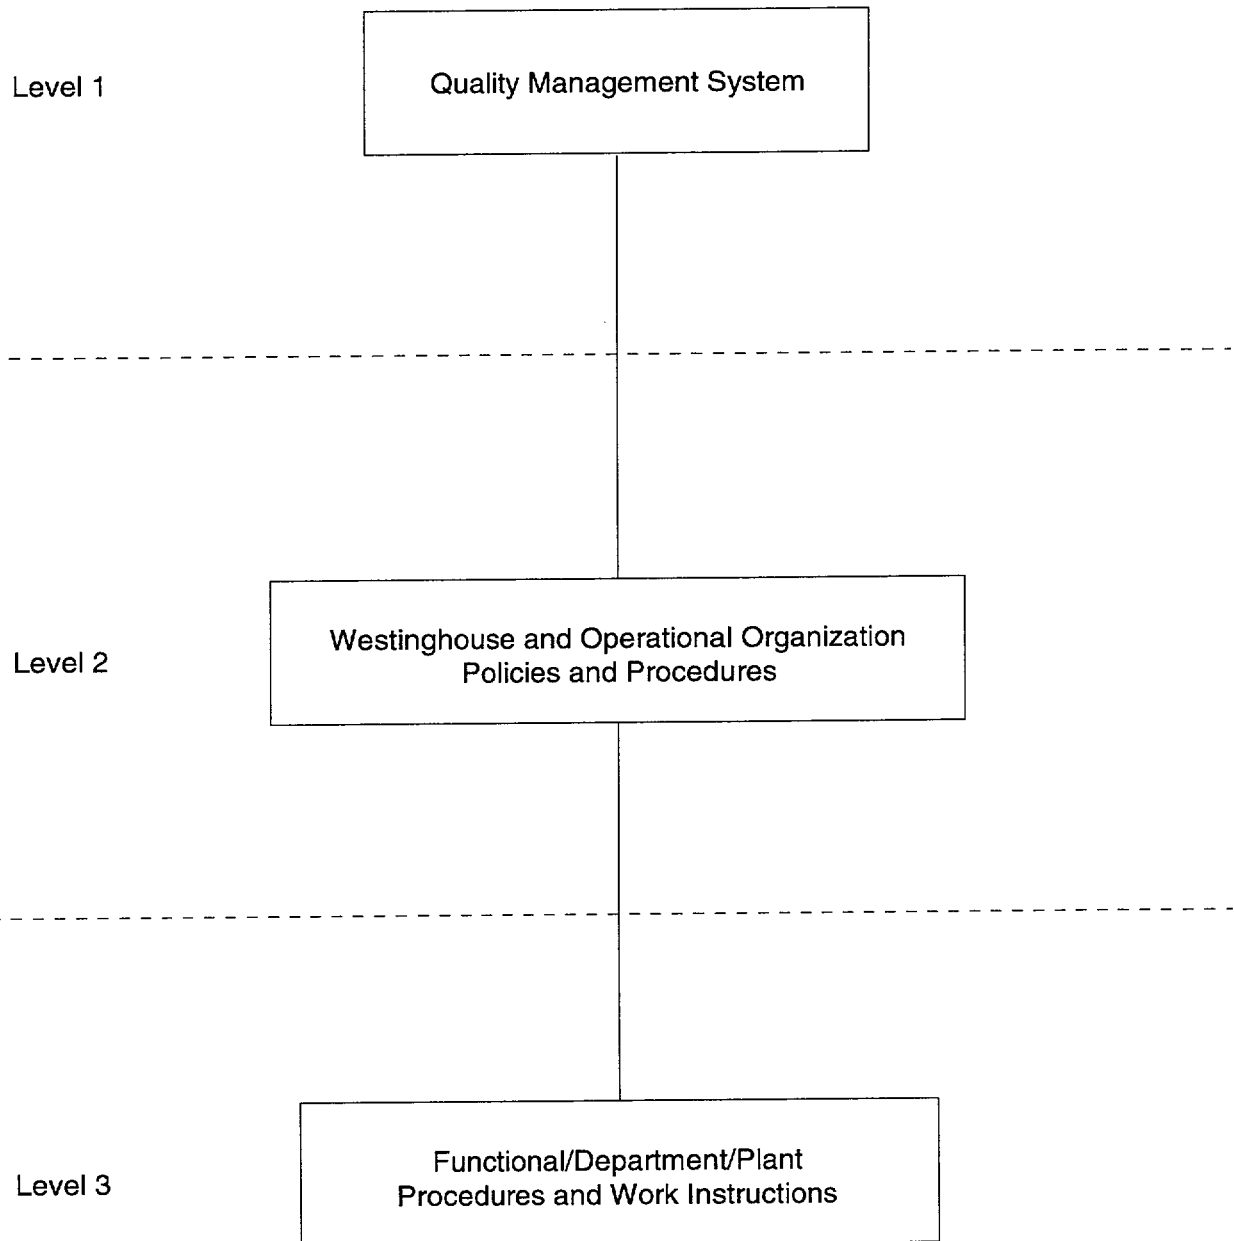 Level 1
Quality Management System
Level 2
Westinghouse and Operational Organization
Policies and Procedures
Level 3
Functional/Department/Plant
Procedures and Work Instructions